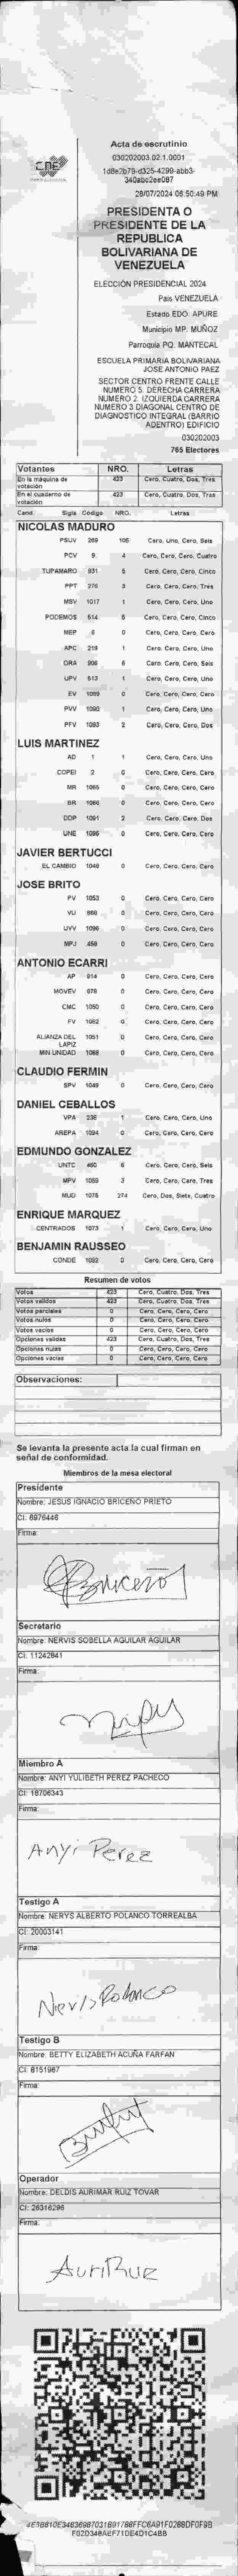 CNE
Acta de escrutinio
030202003.02.1.0001
28/07/2024 06:50:49 PM
PRESIDENTA O
PRESIDENTE DE LA
REPUBLICA
BOLIVARIANA DE
VENEZUELA
ELECCIÓN PRESIDENCIAL 2024
País VENEZUELA
Estado EDO. APURE
Municipio MP. MUÑOZ
Parroquia PQ. MANTECAL
ESCUELA PRIMARIA BOLIVARIANA
JOSE ANTONIO PAEZ
SECTOR CENTRO FRENTE CALLE
NUMERO 5. DERECHA CARRERA
NUMERO 2. IZQUIERDA CARRERA
NUMERO 3 DIAGONAL CENTRO DE
DIAGNOSTICO INTEGRAL (BARRIO
ADENTRO) EDIFICIO
030202003
765 Electores
Votantes NRO. Letras
En la máquina de votación 423 Cero, Cuatro, Dos, Tres
En el cuaderno de votación 423 Cero, Cuatro, Dos, Tres
Cand. Sigla Código NRO. Letras
NICOLAS MADURO
PSUV 269 106 Cero, Uno, Cero, Seis
PCV 9 4 Cero, Cero, Cero, Cuatro
TUPAMARO 931 5 Cero, Cero, Cero, Cinco
PPT 276 3 Cero, Cero, Cero, Tres
MSV 1017 1 Cero, Cero, Cero, Uno
PODEMOS 514 5 Cero, Cero, Cero, Cinco
MEP 6 0 Cero, Cero, Cero, Cero
APC 219 1 Cero, Cero, Cero, Uno
ORA 906 6 Cero, Cero, Cero, Seis
UPV 613 1 Cero, Cero, Cero, Uno
EV 1089 0 Cero, Cero, Cero, Cero
PVV 1090 1 Cero, Cero, Cero, Uno
PFV 1093 2 Cero, Cero, Cero, Dos
LUIS MARTINEZ
AD 1 1 Cero, Cero, Cero, Uno
COPEI 2 0 Cero, Cero, Cero, Cero
MR 1065 0 Cero, Cero, Cero, Cero
BR 1066 0 Cero, Cero, Cero, Cero
DDP 1091 2 Cero, Cero, Cero, Dos
UNE 1095 0 Cero, Cero, Cero, Cero
JAVIER BERTUCCI
EL CAMBIO 1048 0 Cero, Cero, Cero, Cero
JOSE BRITO
PV 1053 0 Cero, Cero, Cero, Cero
VU 868 0 Cero, Cero, Cero, Cero
UVV 1096 0 Cero, Cero, Cero, Cero
MPJ 459 0 Cero, Cero, Cero, Cero
ANTONIO ECARRI
AP 914 0 Cero, Cero, Cero, Cero
MOVEV 978 0 Cero, Cero, Cero, Cero
CMC 1050 0 Cero, Cero, Cero, Cero
FV 1062 0 Cero, Cero, Cero, Cero
ALIANZA DEL LAPIZ 1051 0 Cero, Cero, Cero, Cero
MIN UNIDAD 1088 0 Cero, Cero, Cero, Cero
CLAUDIO FERMIN
SPV 1049 0 Cero, Cero, Cero, Cero
DANIEL CEBALLOS
VPA 236 1 Cero, Cero, Cero, Uno
AREPA 1094 0 Cero, Cero, Cero, Cero
EDMUNDO GONZALEZ
UNTC 460 6 Cero, Cero, Cero, Seis
MPV 1059 3 Cero, Cero, Cero, Tres
MUD 1075 274 Cero, Dos, Siete, Cuatro
ENRIQUE MARQUEZ
CENTRADOS 1073 1 Cero, Cero, Cero, Uno
BENJAMIN RAUSSEO
CONDE 1092 0 Cero, Cero, Cero, Cero
Resumen de votos
Votos 423 Cero, Cuatro, Dos, Tres
Votos validos 423 Cero, Cuatro, Dos, Tres
Votos parciales 0 Cero, Cero, Cero, Cero
Votos nulos 0 Cero, Cero, Cero, Cero
Votos vacios 0 Cero, Cero, Cero, Cero
Opciones validas 423 Cero, Cuatro, Dos, Tres
Opciones nulas 0 Cero, Cero, Cero, Cero
Opciones vacias 0 Cero, Cero, Cero, Cero
Observaciones:
Se levanta la presente acta la cual firman en
señal de conformidad.
Miembros de la mesa electoral
Presidente
Nombre: JESUS IGNACIO BRICEÑO PRIETO
CI: 6976446
Firma:
Briceño
Secretario
Nombre: NERVIS SOBELLA AGUILAR AGUILAR
CI: 11242841
Firma:
Miembro A
Nombre: ANYI YULIBETH PEREZ PACHECO
CI: 18706343
Firma:
Anyi Perez
Testigo A
Nombre: NERYS ALBERTO POLANCO TORREALBA
CI: 20003141
Firma:
Nervis Polanco
Testigo B
Nombre: BETTY ELIZABETH ACUÑA FARFAN
CI: 8151967
Firma:
Operador
Nombre: DELDIS AURIMAR RUIZ TOVAR
CI: 26316296
Firma:
AuriRuiz